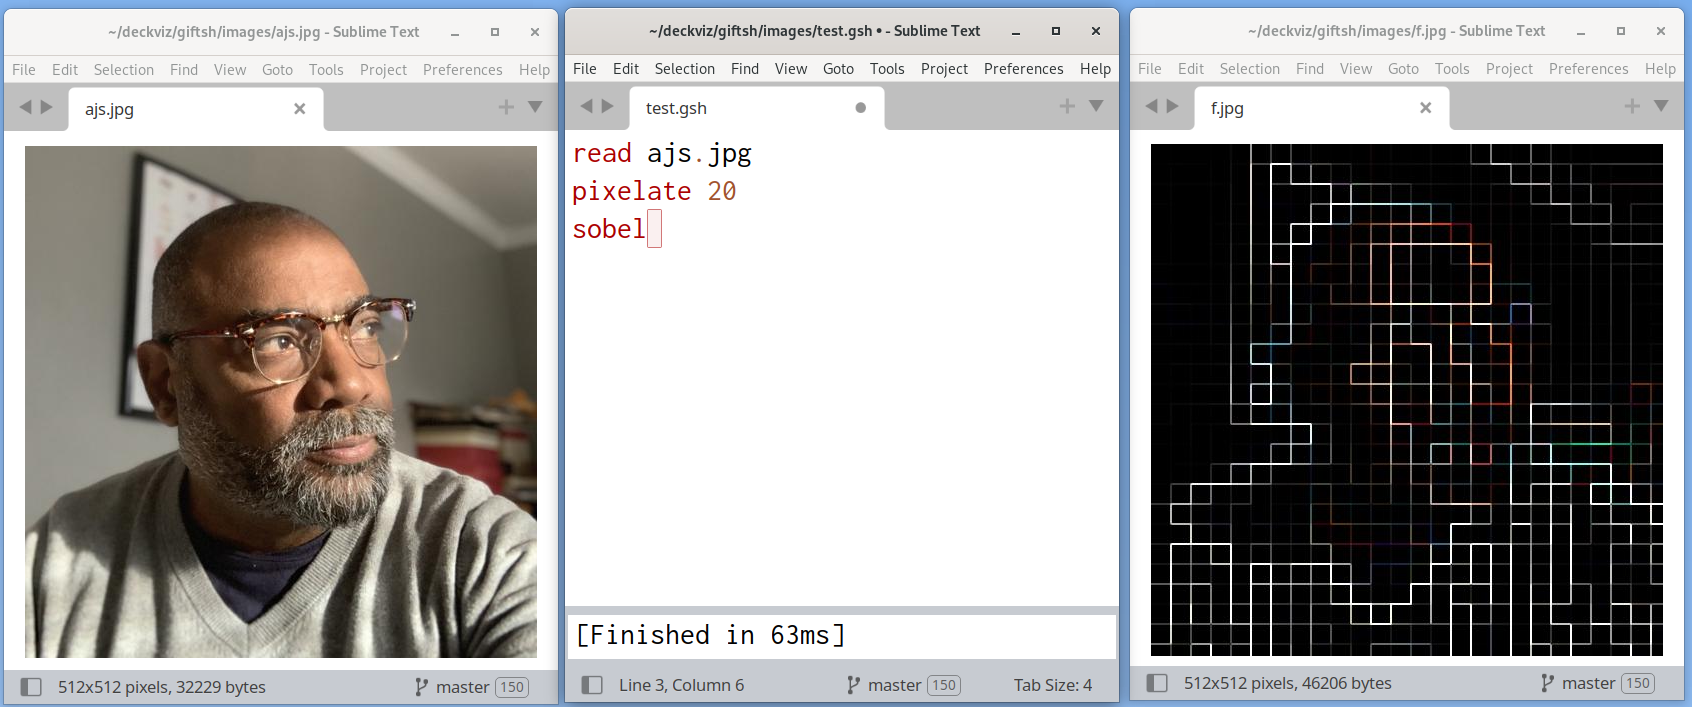 ~/deckviz/giftsh/images/ajs.jpg - Sublime Text
File Edit Selection Find View Goto Tools Project Preferences Help
ajs.jpg
512x512 pixels, 32229 bytes
master 150
~/deckviz/giftsh/images/test.gsh • - Sublime Text
File Edit Selection Find View Goto Tools Project Preferences Help
test.gsh
read ajs.jpg
pixelate 20
sobel
[Finished in 63ms]
Line 3, Column 6
master 150
Tab Size: 4
~/deckviz/giftsh/images/f.jpg - Sublime Text
File Edit Selection Find View Goto Tools Project Preferences Help
f.jpg
512x512 pixels, 46206 bytes
master 150